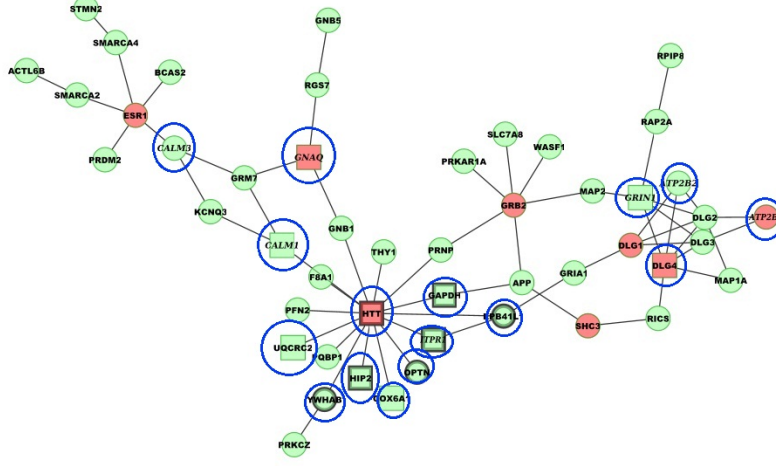 STMN2
GNB5
SMARCA4
ACTL6B
BCAS2
RPIP8
SMARCA2
RGS7
ESR1
RAP2A
SLC7A8
CALM3
WASF1
GNAQ
PRKAR1A
PRDM2
GRM7
ATP2B2
MAP2
GRIN1
GRB2
KCNQ3
DLG2
ATP2B
GNB1
CALM1
DLG1
DLG3
THY1
PRNP
DLG4
F8A1
GRIA1
APP
MAP1A
GAPDH
PFN2
HTT
EPB41L
SHC3
RICS
UQCRC2
ITPR1
PQBP1
OPTN
HIP2
YWHAB
COX6A
PRKCZ